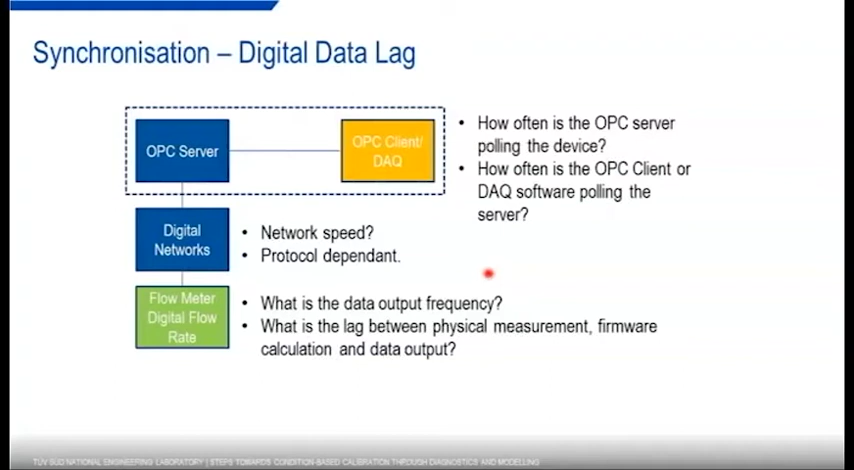 Synchronisation – Digital Data Lag
OPC Server
OPC Client/
DAQ
• How often is the OPC server
polling the device?
• How often is the OPC Client or
DAQ software polling the
server?
Digital
Networks
• Network speed?
• Protocol dependant.
Flow Meter
Digital Flow
Rate
• What is the data output frequency?
• What is the lag between physical measurement, firmware
calculation and data output?
TÜV SÜD NATIONAL ENGINEERING LABORATORY | STEPS TOWARDS CONDITION-BASED CALIBRATION THROUGH DIAGNOSTICS AND MODELLING